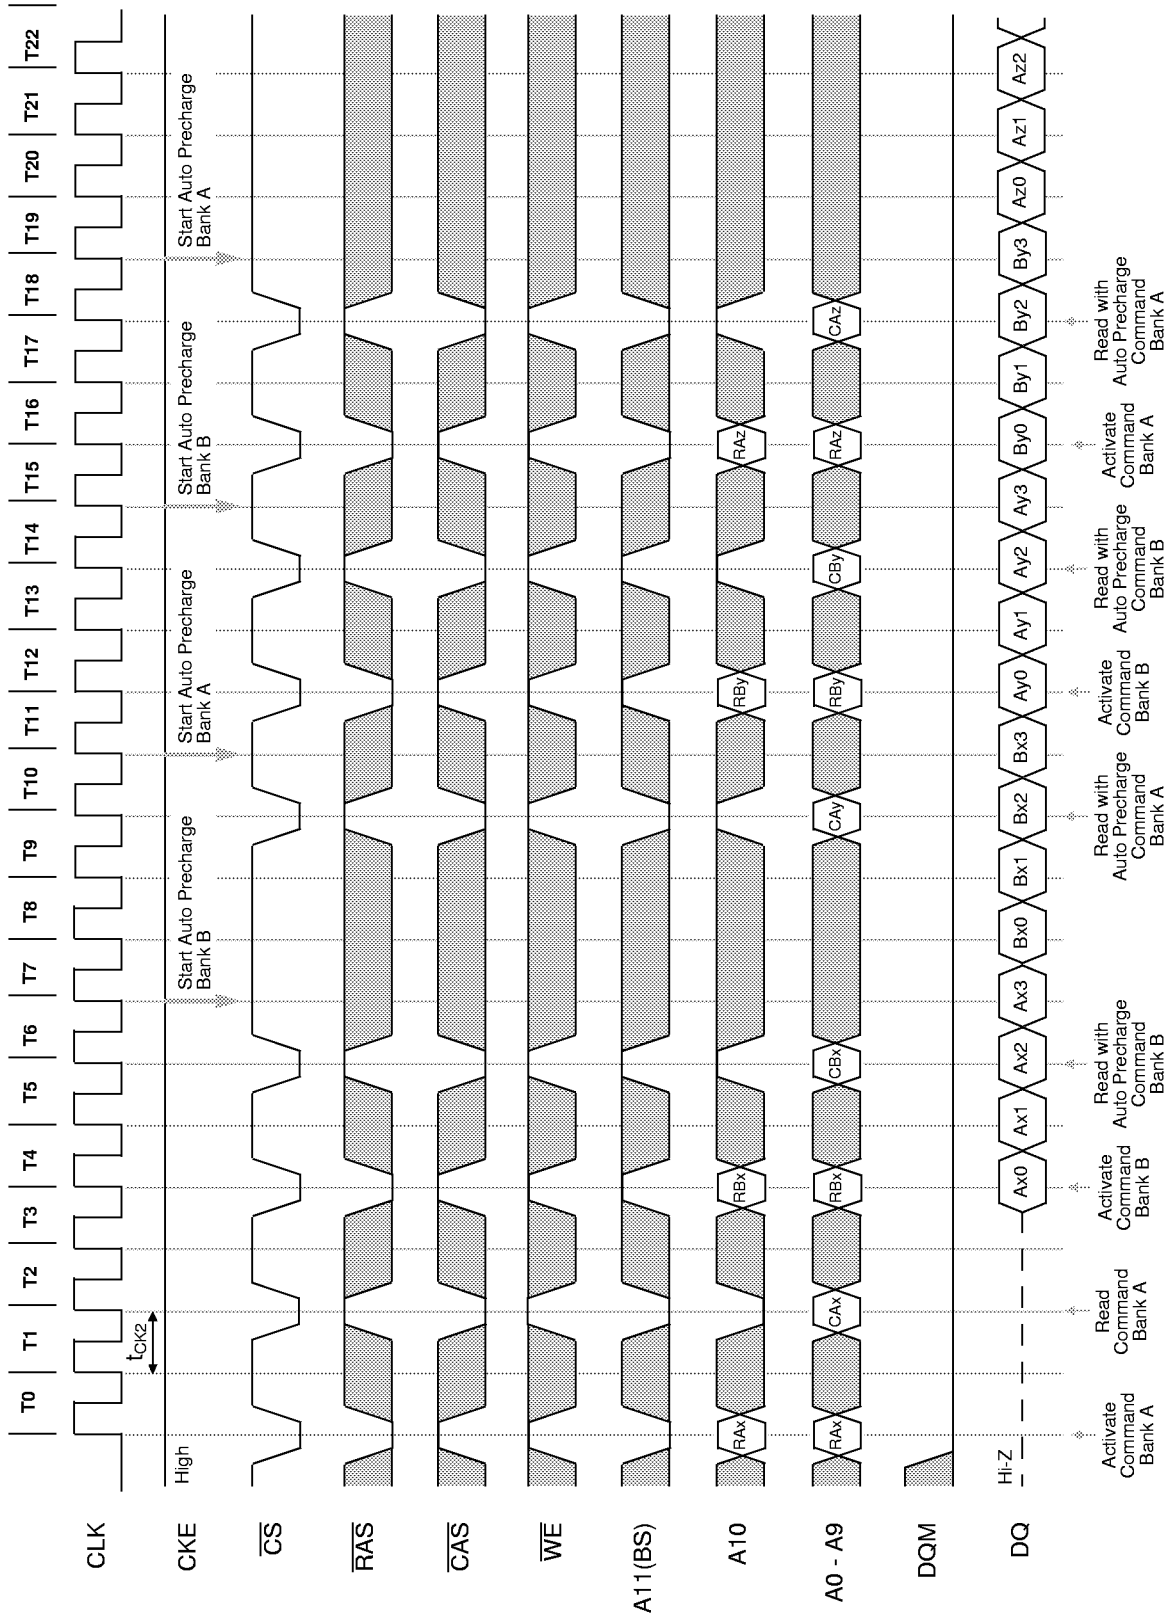 T0 T1 T2 T3 T4 T5 T6 T7 T8 T9 T10 T11 T12 T13 T14 T15 T16 T17 T18 T19 T20 T21 T22
CLK
tCK2
CKE
High
Start Auto Precharge
Bank B
Start Auto Precharge
Bank A
Start Auto Precharge
Bank B
Start Auto Precharge
Bank A
CS
RAS
CAS
WE
A11(BS)
A10
RAx RBx RBy RAz
A0 - A9
RAx CAx RBx CBx CAy RBy CBy RAz CAz
DQM
DQ
Hi-Z
Ax0 Ax1 Ax2 Ax3 Bx0 Bx1 Bx2 Bx3 Ay0 Ay1 Ay2 Ay3 By0 By1 By2 By3 Az0 Az1 Az2
Activate
Command
Bank A
Read
Command
Bank A
Activate
Command
Bank B
Read with
Auto Precharge
Command
Bank B
Read with
Auto Precharge
Command
Bank A
Activate
Command
Bank B
Read with
Auto Precharge
Command
Bank B
Activate
Command
Bank A
Read with
Auto Precharge
Command
Bank A